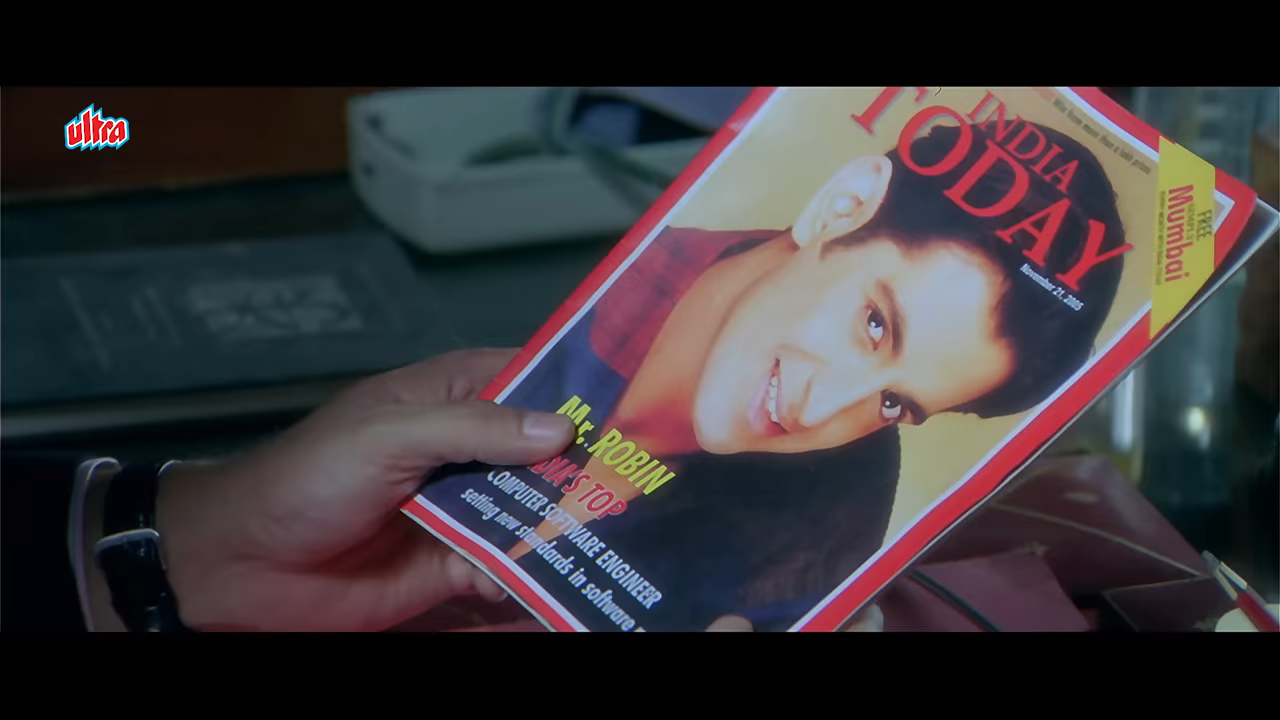 ultra
INDIA
TODAY
November 21, 2005
FREE
Mumbai
Mr. ROBIN
INDIA'S TOP
COMPUTER SOFTWARE ENGINEER
setting new standards in software